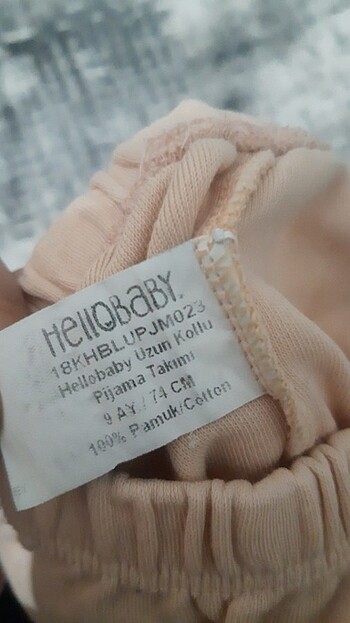 HELLOBABY.
18KHBLUPJM023
Hellobaby Uzun Kollu
Pijama Takımı
9 AY / 74 CM
100% Pamuk/Cotton